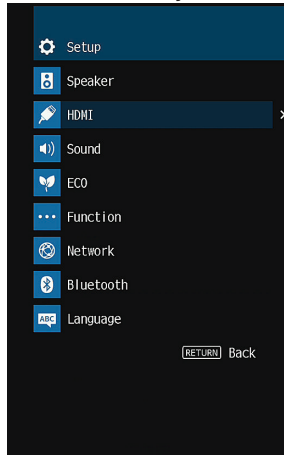 Setup
Speaker
HDMI
Sound
ECO
Function
Network
Bluetooth
ABC Language
RETURN Back